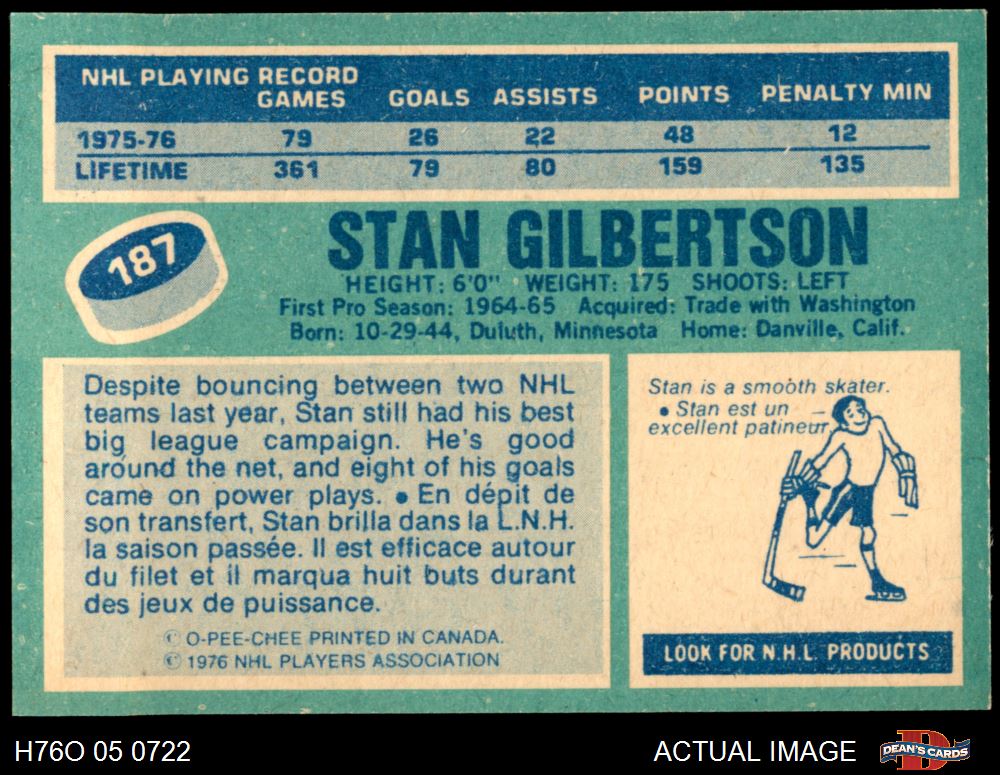 NHL PLAYING RECORD
GAMES GOALS ASSISTS POINTS PENALTY MIN
1975-76 79 26 22 48 12
LIFETIME 361 79 80 159 135
187
STAN GILBERTSON
HEIGHT: 6'0" WEIGHT: 175 SHOOTS: LEFT
First Pro Season: 1964-65 Acquired: Trade with Washington
Born: 10-29-44, Duluth, Minnesota Home: Danville, Calif.
Despite bouncing between two NHL
teams last year, Stan still had his best
big league campaign. He's good
around the net, and eight of his goals
came on power plays. • En dépit de
son transfert, Stan brilla dans la L.N.H.
la saison passée. Il est efficace autour
du filet et il marqua huit buts durant
des jeux de puissance.
© O-PEE-CHEE PRINTED IN CANADA.
© 1976 NHL PLAYERS ASSOCIATION
Stan is a smooth skater.
• Stan est un
excellent patineur.
LOOK FOR N.H.L. PRODUCTS
H76O 05 0722
ACTUAL IMAGE
D
DEAN'S CARDS